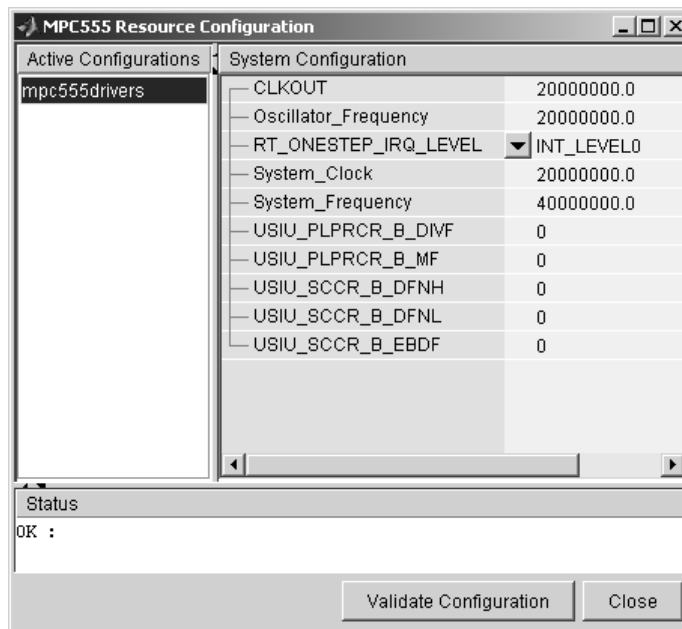 MPC555 Resource Configuration
Active Configurations
System Configuration
mpc555drivers
CLKOUT 20000000.0
Oscillator_Frequency 20000000.0
RT_ONESTEP_IRQ_LEVEL INT_LEVEL0
System_Clock 20000000.0
System_Frequency 40000000.0
USIU_PLPRCR_B_DIVF 0
USIU_PLPRCR_B_MF 0
USIU_SCCR_B_DFNH 0
USIU_SCCR_B_DFNL 0
USIU_SCCR_B_EBDF 0
Status
OK :
Validate Configuration
Close